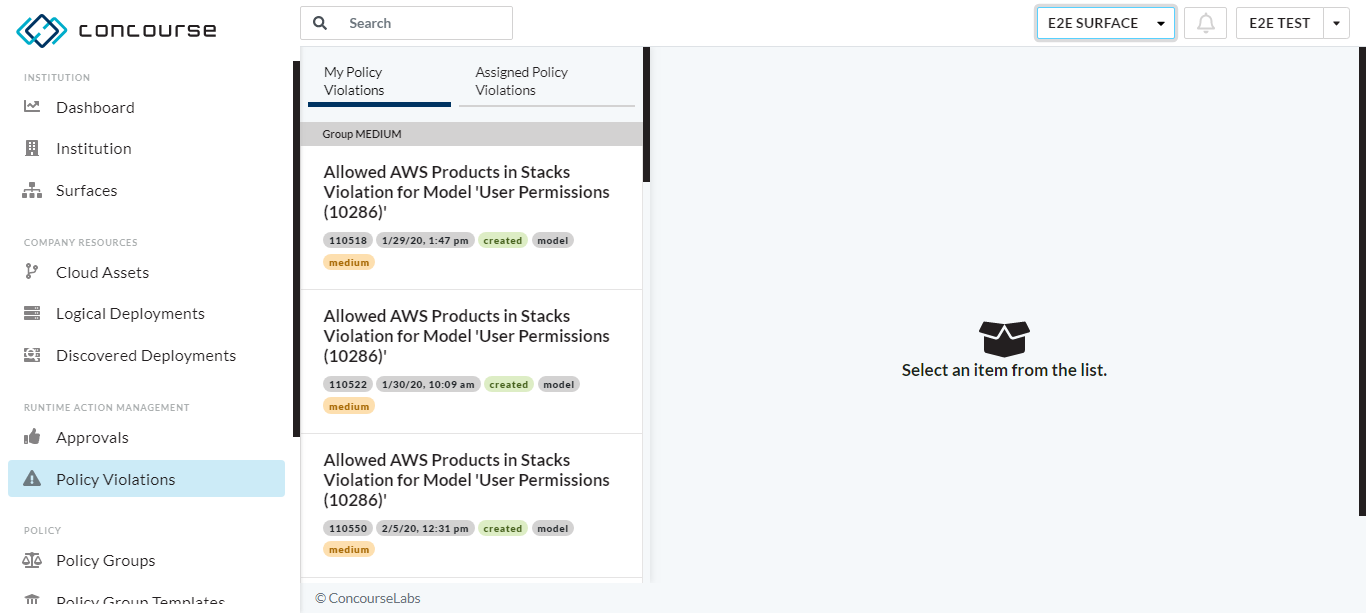 concourse
Search
E2E SURFACE
E2E TEST
INSTITUTION
Dashboard
Institution
Surfaces
COMPANY RESOURCES
Cloud Assets
Logical Deployments
Discovered Deployments
RUNTIME ACTION MANAGEMENT
Approvals
Policy Violations
POLICY
Policy Groups
Policy Group Templates
My Policy
Violations
Assigned Policy
Violations
Group MEDIUM
Allowed AWS Products in Stacks
Violation for Model 'User Permissions
(10286)'
110518 1/29/20, 1:47 pm created model
medium
Allowed AWS Products in Stacks
Violation for Model 'User Permissions
(10286)'
110522 1/30/20, 10:09 am created model
medium
Allowed AWS Products in Stacks
Violation for Model 'User Permissions
(10286)'
110550 2/5/20, 12:31 pm created model
medium
Select an item from the list.
© ConcourseLabs